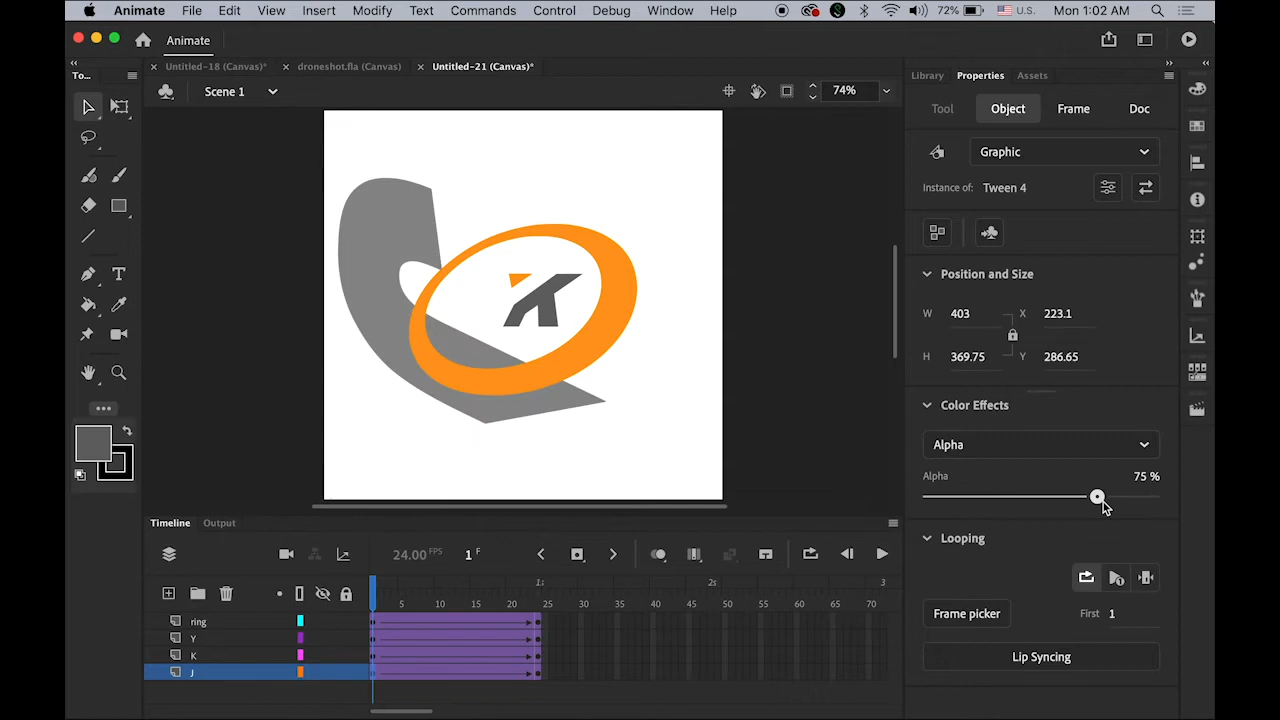 Animate File Edit View Insert Modify Text Commands Control Debug Window Help 72% U.S. Mon 1:02 AM
Animate
To... Untitled-18 (Canvas)* droneshot.fla (Canvas) Untitled-21 (Canvas)* Library Properties Assets
Scene 1 74%
Tool Object Frame Doc
Graphic
Instance of: Tween 4
Position and Size
W 403 X 223.1
H 369.75 Y 286.65
Color Effects
Alpha
Alpha 75 %
K
T
Timeline Output
Looping
24.00 FPS 1 F
1s 2s 3
5 10 15 20 25 30 35 40 45 50 55 60 65 70
ring
Y
K
J
Frame picker First 1
Lip Syncing